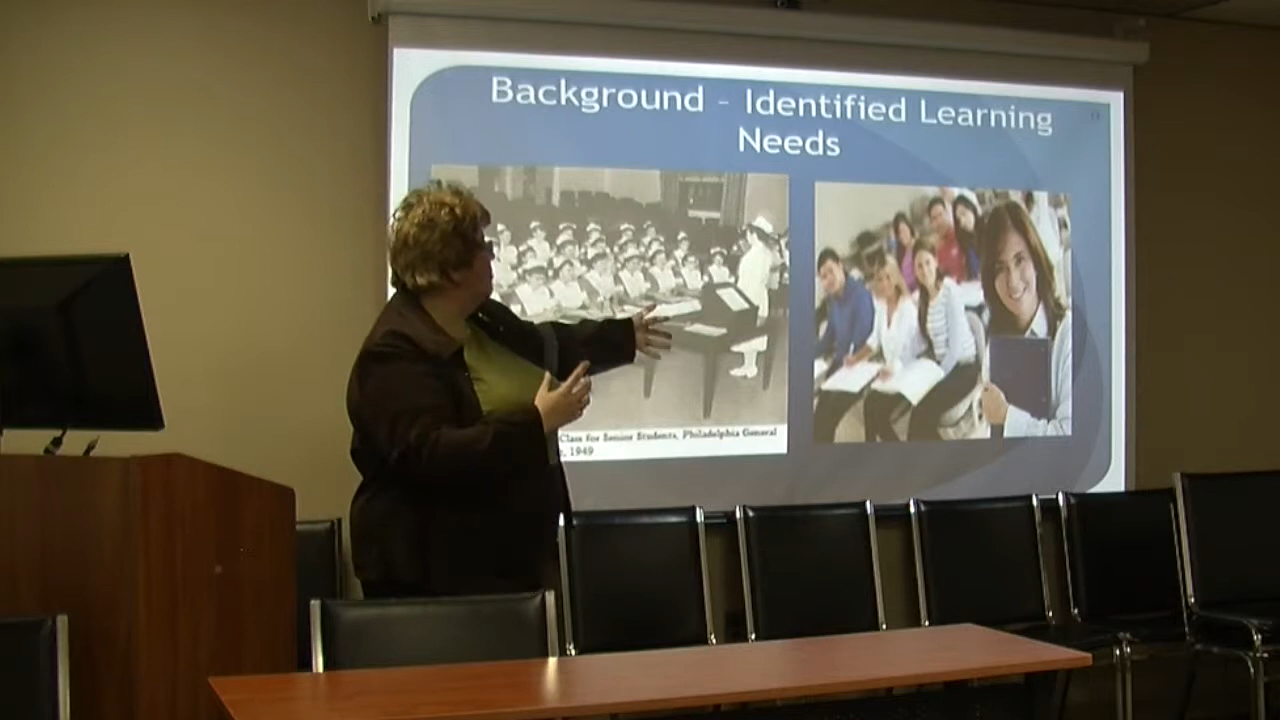 Background - Identified Learning
Needs
Class for Senior Students, Philadelphia General
1949